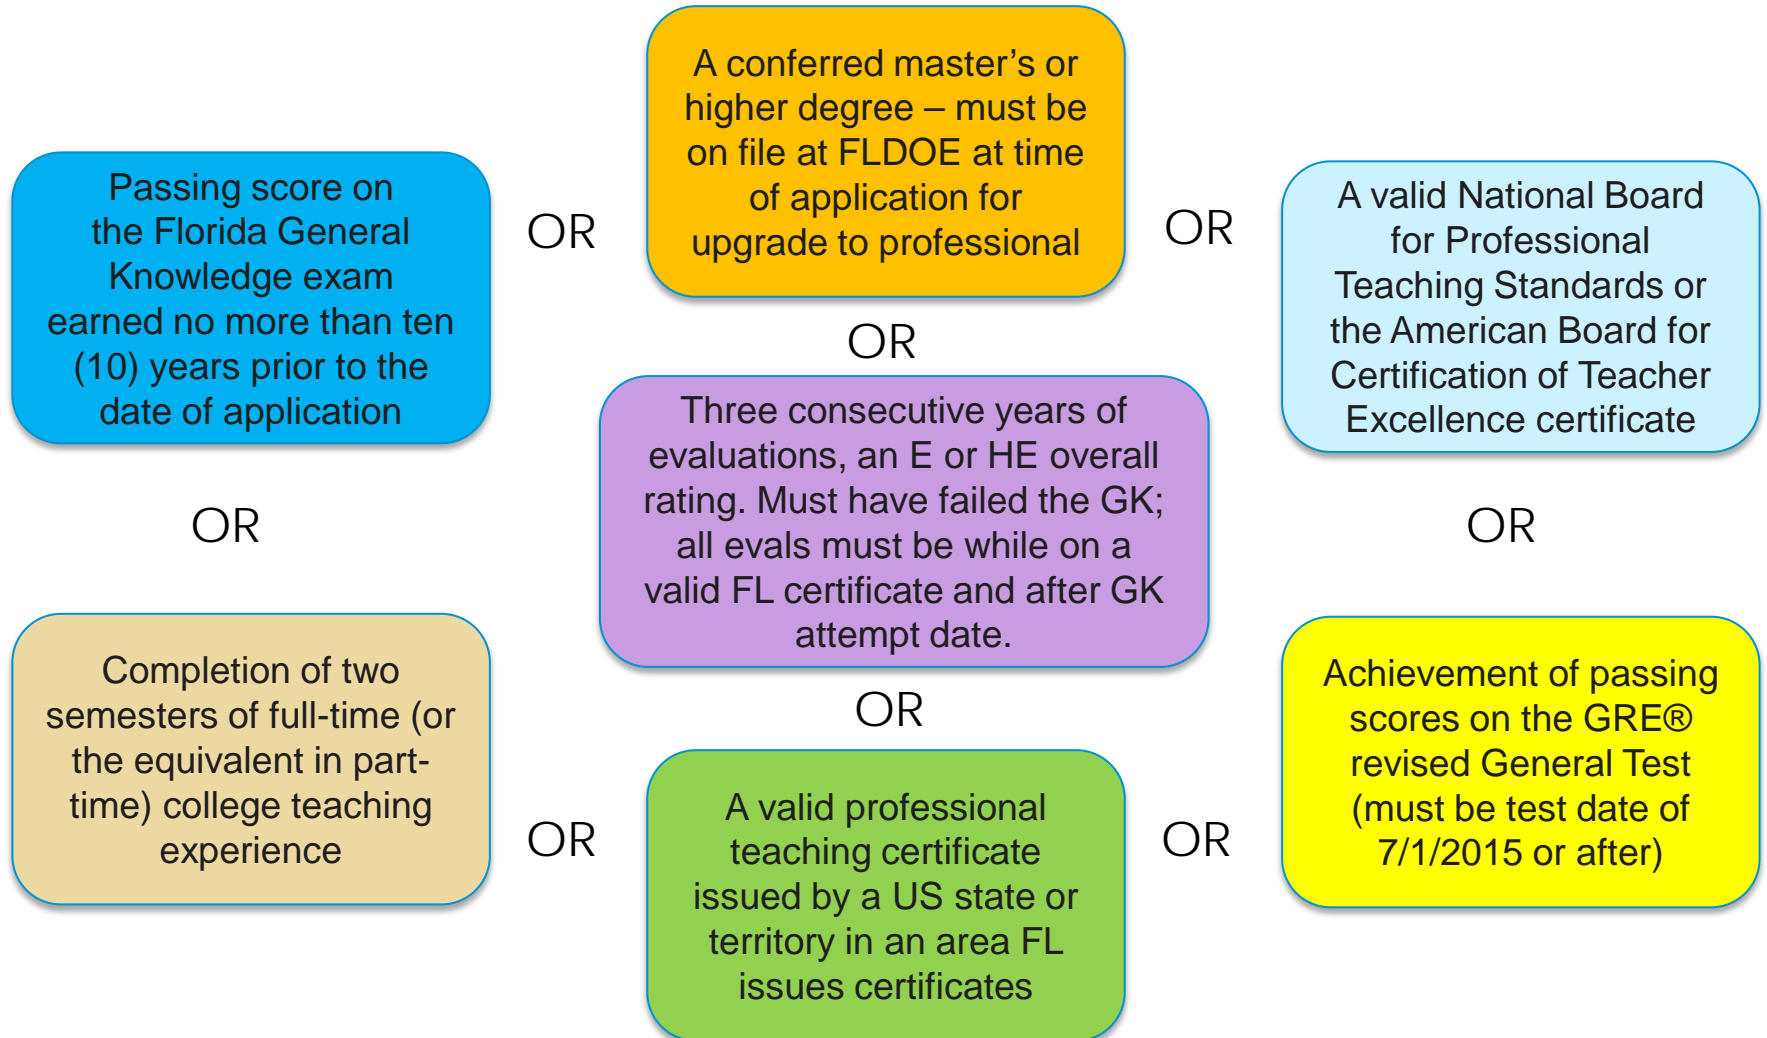 A conferred master’s or
higher degree – must be
on file at FLDOE at time
of application for
upgrade to professional
Passing score on
the Florida General
Knowledge exam
earned no more than ten
(10) years prior to the
date of application
OR
OR
A valid National Board
for Professional
Teaching Standards or
the American Board for
Certification of Teacher
Excellence certificate
OR
Three consecutive years of
evaluations, an E or HE overall
rating. Must have failed the GK;
all evals must be while on a
valid FL certificate and after GK
attempt date.
OR
OR
Completion of two
semesters of full-time (or
the equivalent in part-
time) college teaching
experience
OR
Achievement of passing
scores on the GRE®
revised General Test
(must be test date of
7/1/2015 or after)
OR
A valid professional
teaching certificate
issued by a US state or
territory in an area FL
issues certificates
OR